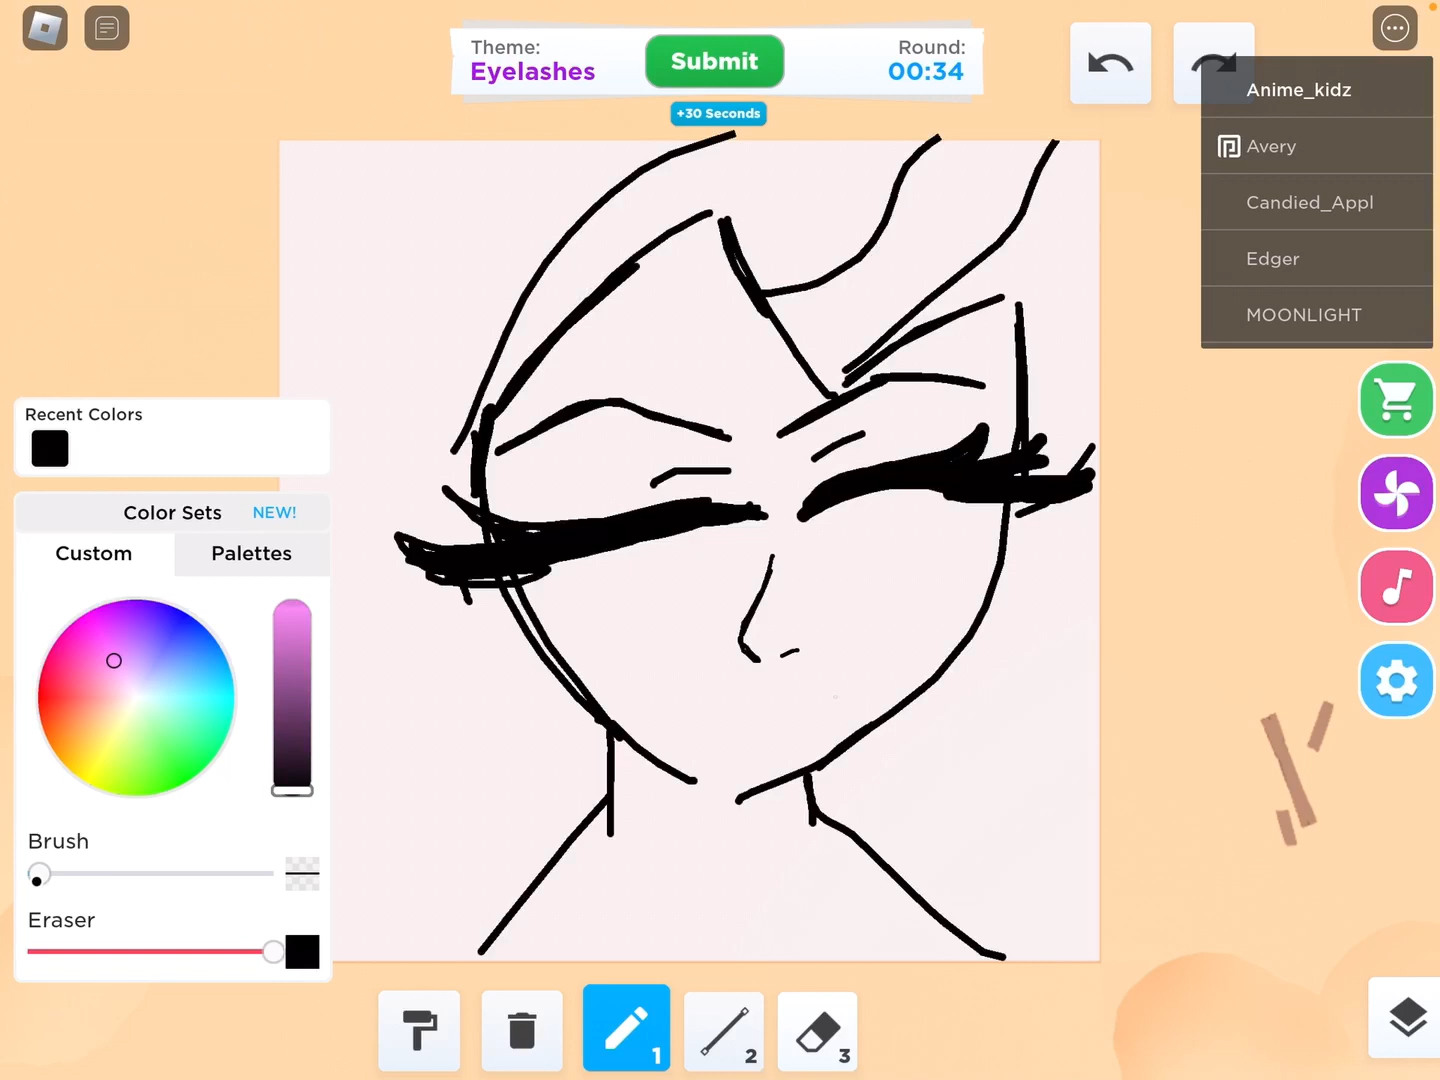 Theme:
Eyelashes
Submit
Round:
00:34
+30 Seconds
Anime_kidz
Avery
Candied_Appl
Edger
MOONLIGHT
Recent Colors
Color Sets NEW!
Custom Palettes
Brush
Eraser
1
2
3